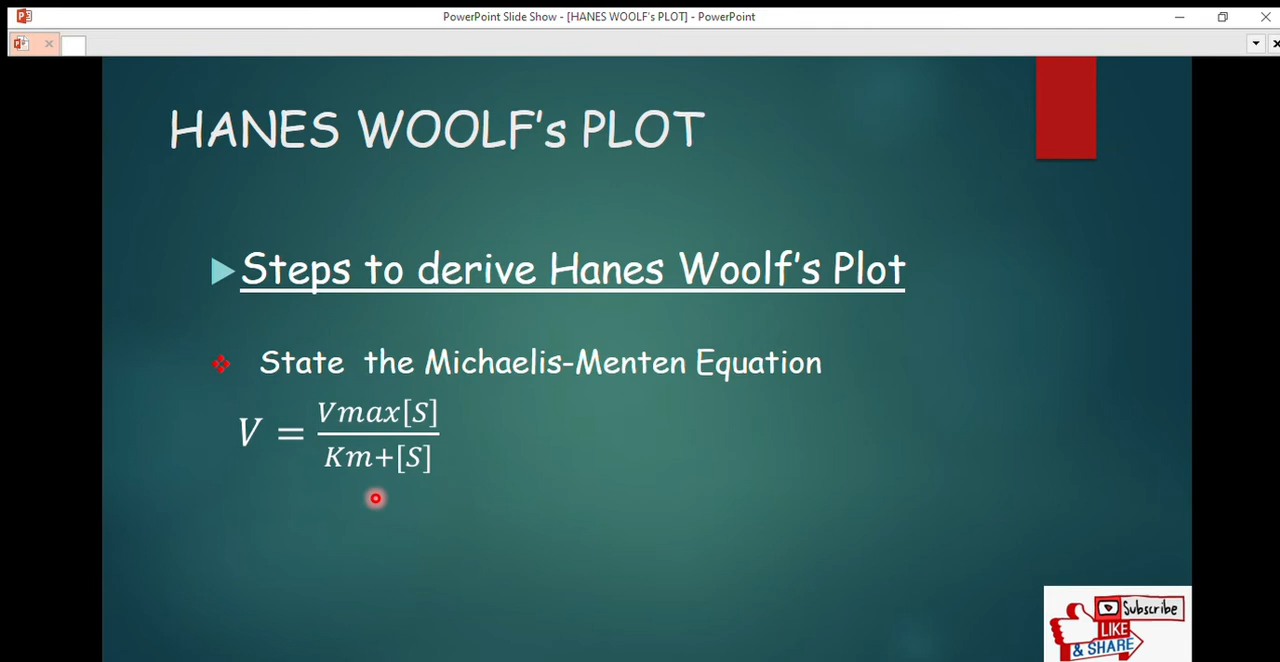 PowerPoint Slide Show - [HANES WOOLF's PLOT] - PowerPoint
HANES WOOLF's PLOT
Steps to derive Hanes Woolf's Plot
State the Michaelis-Menten Equation
V = Vmax[S] / Km+[S]
Subscribe
LIKE
& SHARE